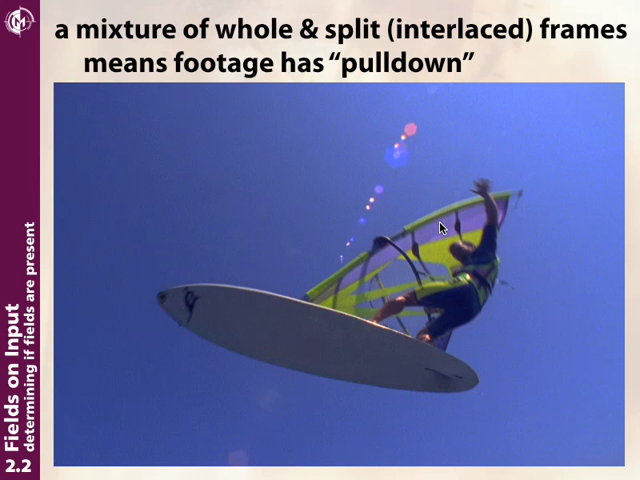 a mixture of whole & split (interlaced) frames
means footage has “pulldown”
Fields on Input
determining if fields are present
2.2